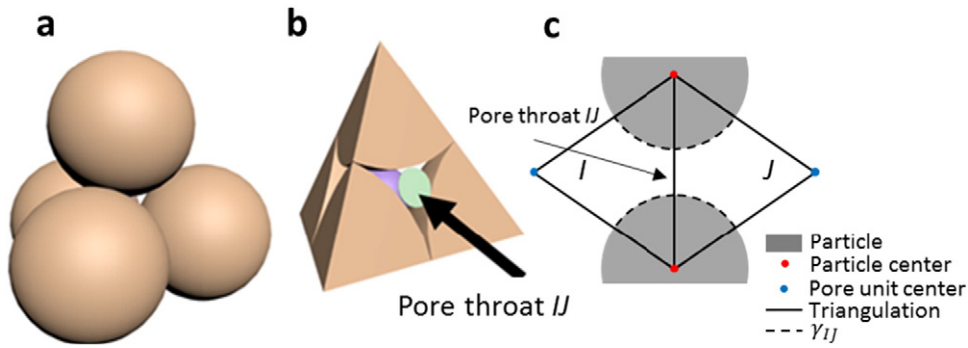 a
b
c
Pore throat IJ
Pore throat IJ
I
J
Particle
Particle center
Pore unit center
Triangulation
γIJ